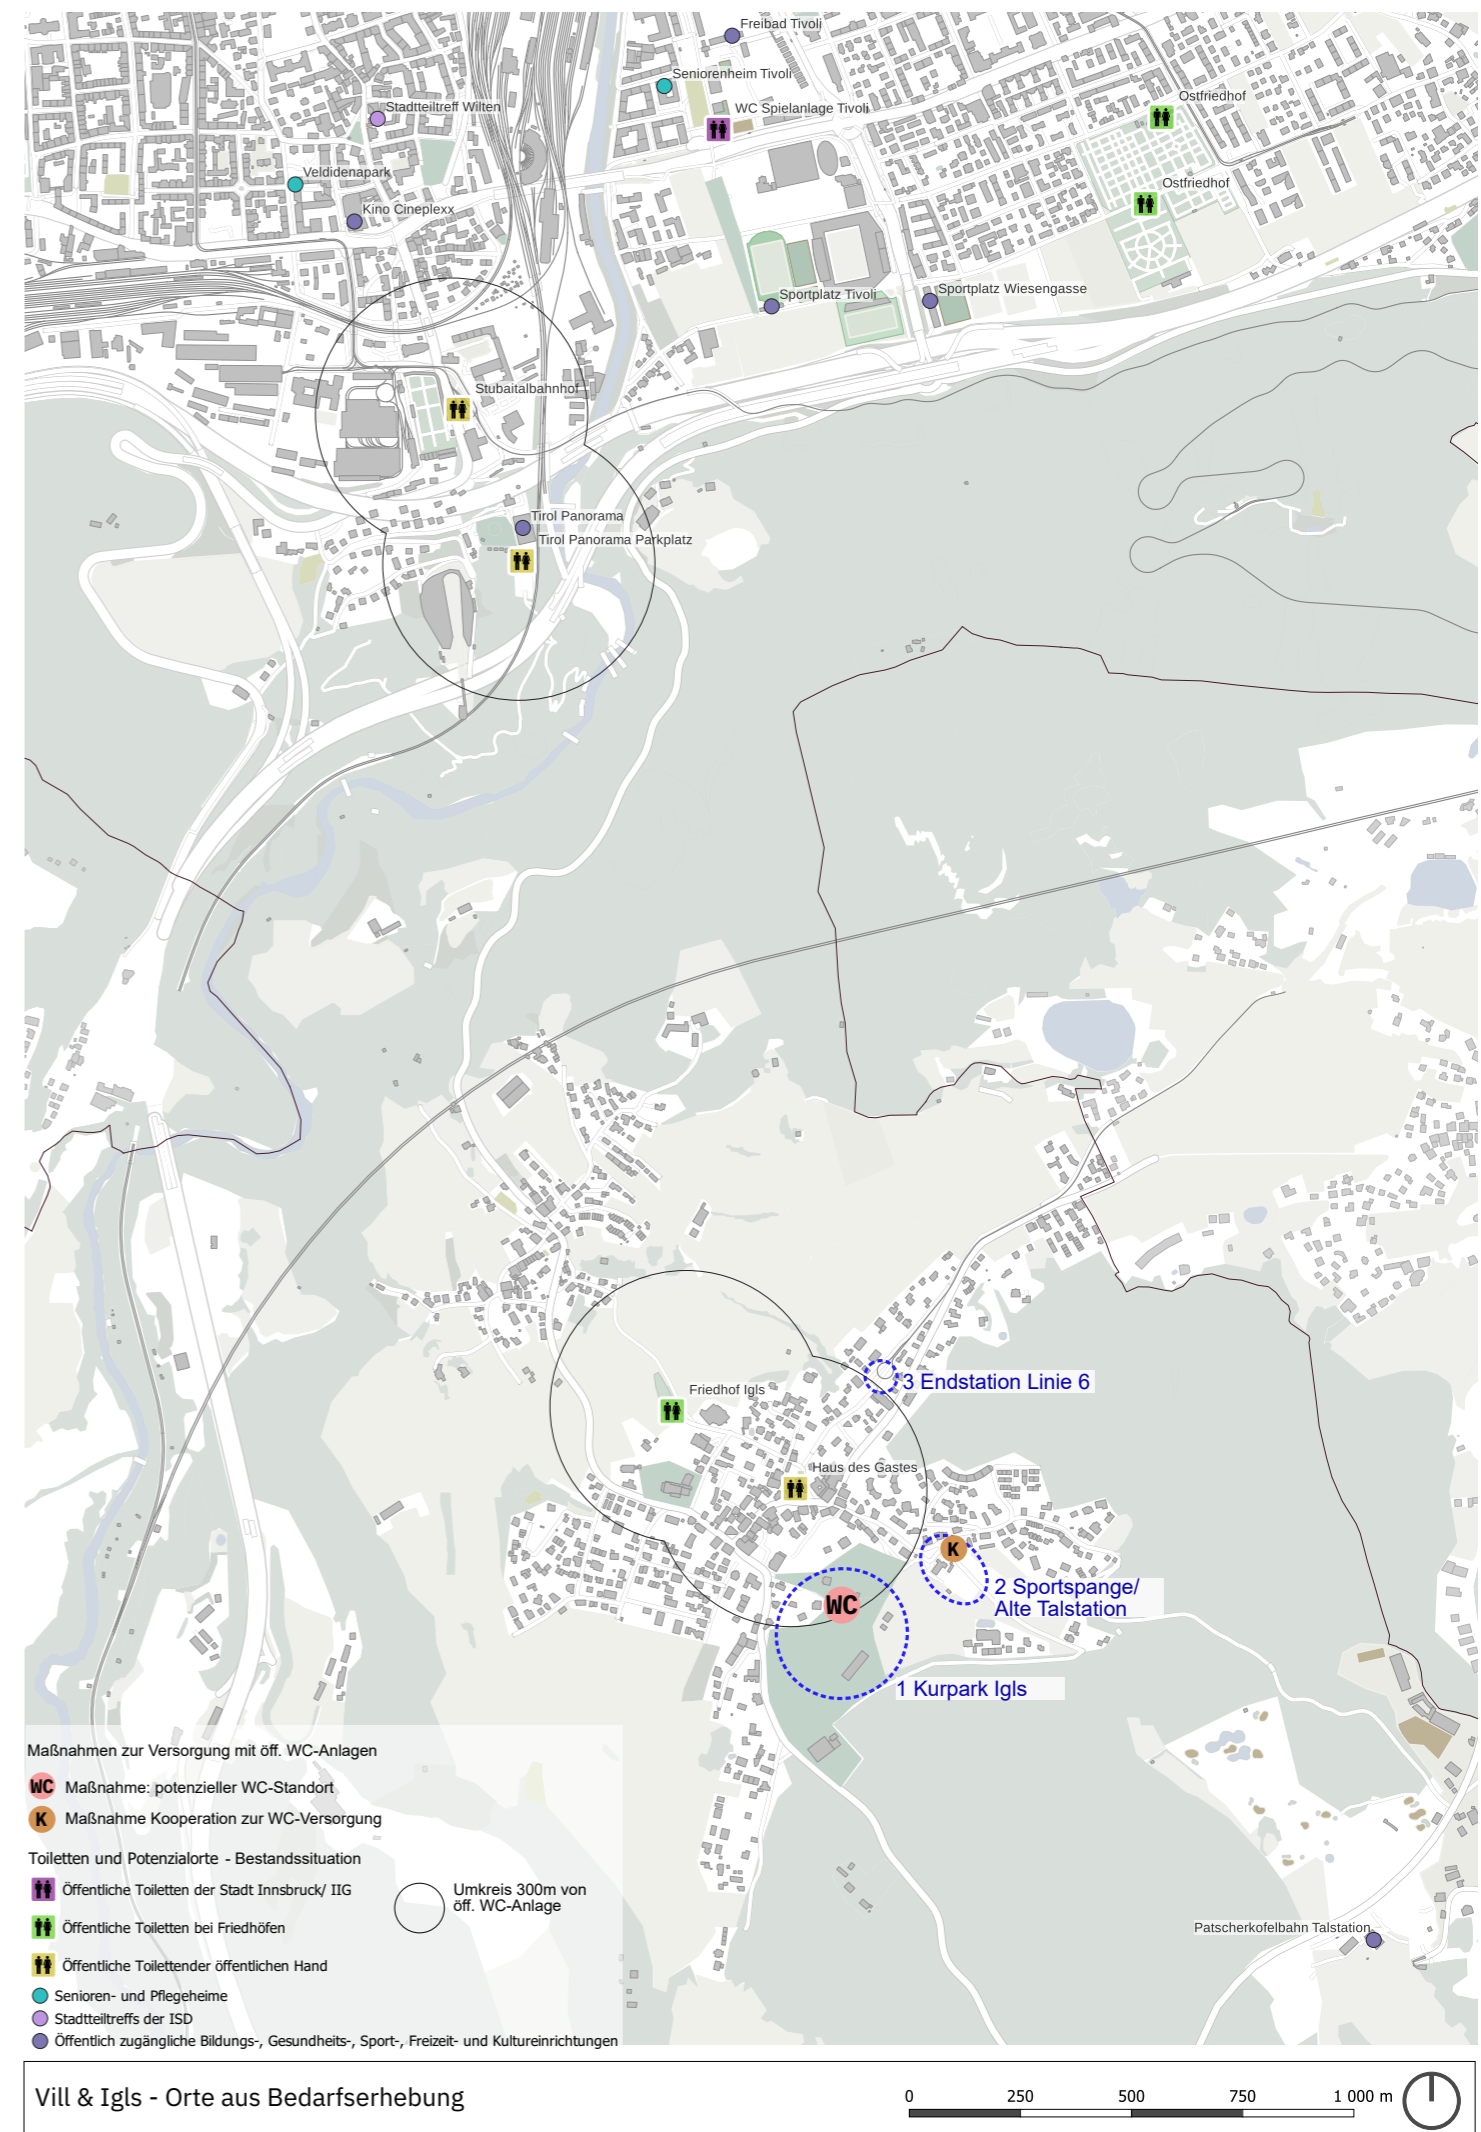 Freibad Tivoli
Seniorenheim Tivoli
Stadtteiltreff Wilten
WC Spielanlage Tivoli
Ostfriedhof
Veldidenapark
Ostfriedhof
Kino Cineplexx
Sportplatz Tivoli
Sportplatz Wiesengasse
Stubaitalbahnhof
Tirol Panorama
Tirol Panorama Parkplatz
3 Endstation Linie 6
Friedhof Igls
Haus des Gastes
K
2 Sportspange/
Alte Talstation
WC
1 Kurpark Igls
Maßnahmen zur Versorgung mit öff. WC-Anlagen
WC Maßnahme: potenzieller WC-Standort
K Maßnahme Kooperation zur WC-Versorgung
Toiletten und Potenzialorte - Bestandssituation
Öffentliche Toiletten der Stadt Innsbruck/ IIG
Umkreis 300m von
öff. WC-Anlage
Öffentliche Toiletten bei Friedhöfen
Öffentliche Toilettender öffentlichen Hand
Senioren- und Pflegeheime
Stadtteiltreffs der ISD
Öffentlich zugängliche Bildungs-, Gesundheits-, Sport-, Freizeit- und Kultureinrichtungen
Patscherkofelbahn Talstation
Vill & Igls - Orte aus Bedarfserhebung
0 250 500 750 1 000 m